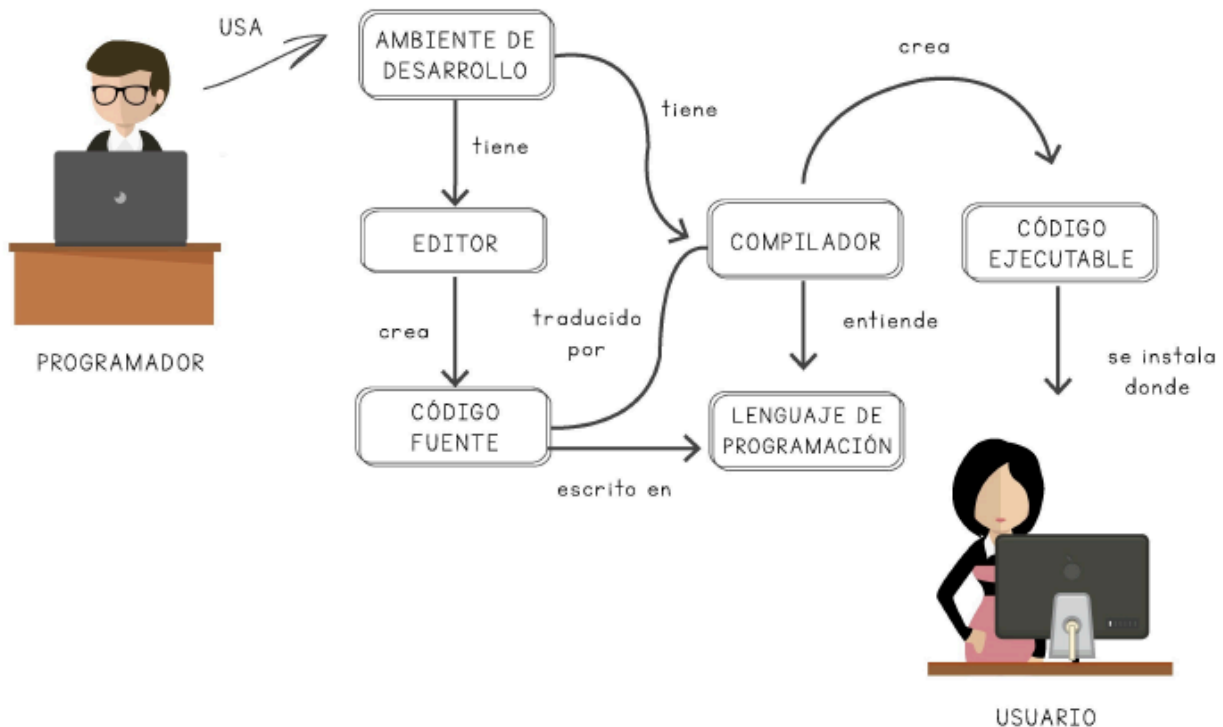 USA
AMBIENTE DE
DESARROLLO
crea
tiene
tiene
EDITOR
COMPILADOR
CÓDIGO
EJECUTABLE
crea
traducido
por
entiende
se instala
donde
PROGRAMADOR
CÓDIGO
FUENTE
LENGUAJE DE
PROGRAMACIÓN
escrito en
USUARIO